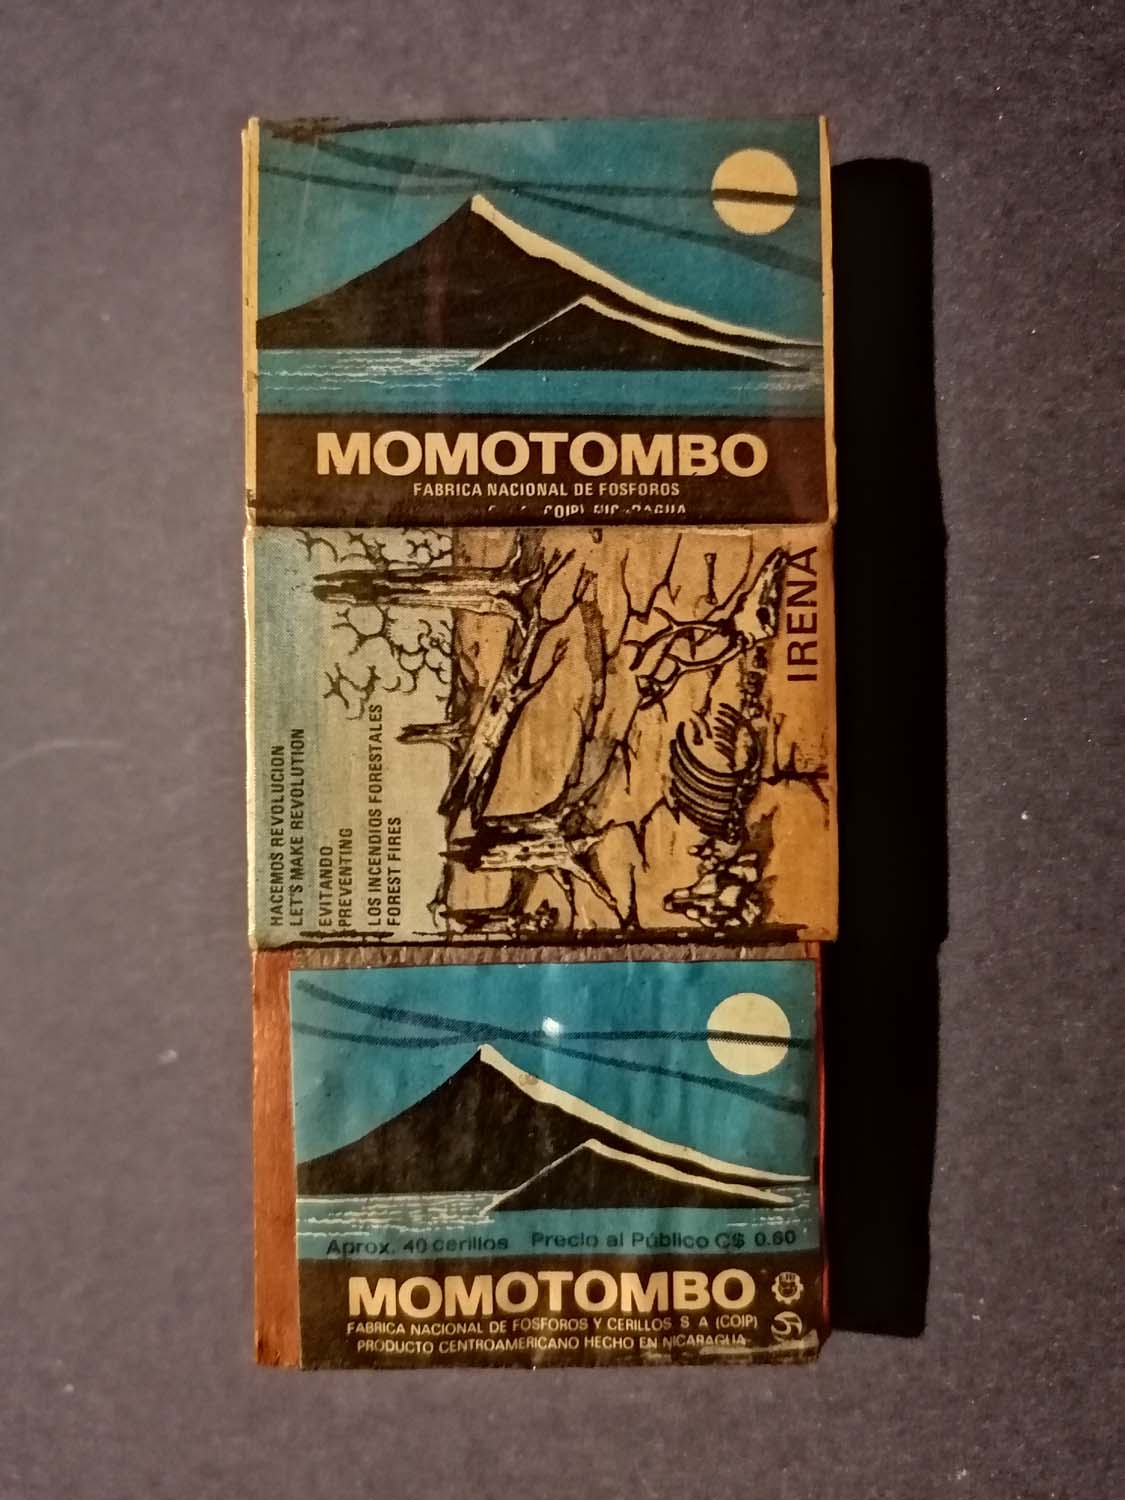 MOMOTOMBO
FABRICA NACIONAL DE FOSFOROS
HACEMOS REVOLUCION
LET'S MAKE REVOLUTION
EVITANDO
PREVENTING
LOS INCENDIOS FORESTALES
FOREST FIRES
IRENA
Aprox. 40 cerillos Precio al Público C$ 0.60
MOMOTOMBO
FABRICA NACIONAL DE FOSFOROS Y CERILLOS S A (COIP)
PRODUCTO CENTROAMERICANO HECHO EN NICARAGUA